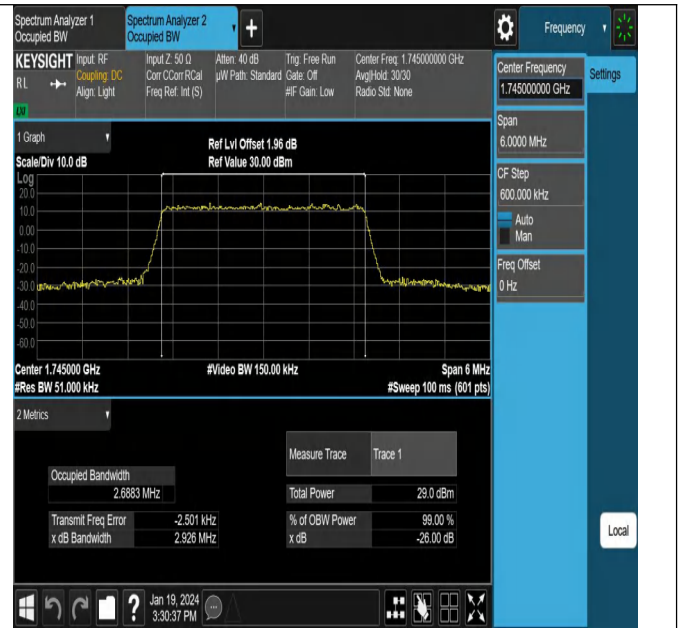 Spectrum Analyzer 1
Occupied BW
Spectrum Analyzer 2
Occupied BW
Frequency
KEYSIGHT
RL
LXI
Input: RF
Coupling: DC
Align: Light
Input Z: 50 Ω
Corr CCorr RCal
Freq Ref: Int (S)
Atten: 40 dB
µW Path: Standard
Trig: Free Run
Gate: Off
#IF Gain: Low
Center Freq: 1.745000000 GHz
Avg|Hold: 30/30
Radio Std: None
Center Frequency
1.745000000 GHz
Settings
Span
6.0000 MHz
CF Step
600.000 kHz
Auto
Man
Freq Offset
0 Hz
Local
1 Graph
Scale/Div 10.0 dB
Ref Lvl Offset 1.96 dB
Ref Value 30.00 dBm
Log
20.0
10.0
0.00
-10.0
-20.0
-30.0
-40.0
-50.0
-60.0
Center 1.745000 GHz
#Video BW 150.00 kHz
Span 6 MHz
#Res BW 51.000 kHz
#Sweep 100 ms (601 pts)
2 Metrics
Occupied Bandwidth
2.6883 MHz
Transmit Freq Error -2.501 kHz
x dB Bandwidth 2.926 MHz
Measure Trace Trace 1
Total Power 29.0 dBm
% of OBW Power 99.00 %
x dB -26.00 dB
?
Jan 19, 2024
3:30:37 PM